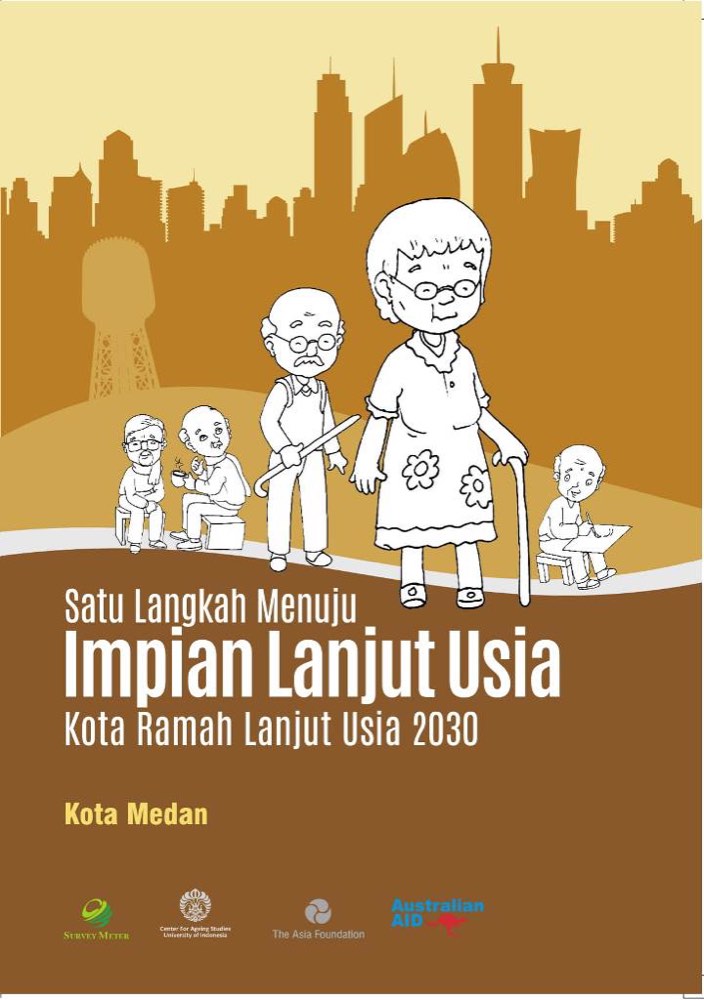 Satu Langkah Menuju
Impian Lanjut Usia
Kota Ramah Lanjut Usia 2030
Kota Medan
SURVEY METER
Center For Ageing Studies
University of Indonesia
The Asia Foundation
Australian
AID